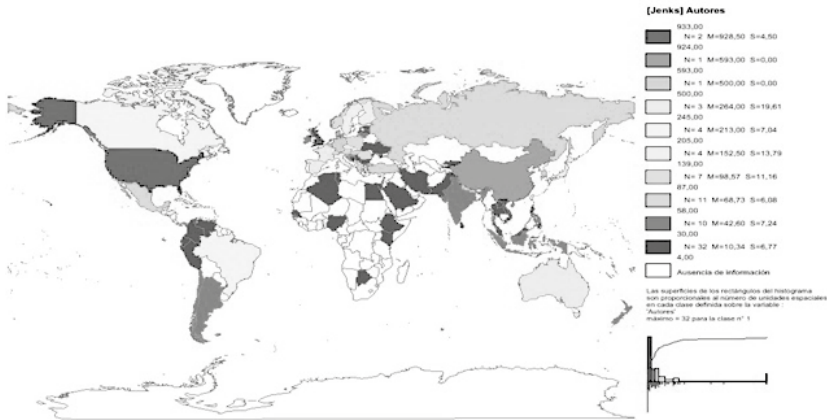 [Jenks] Autores
933,00
N= 2 M=928,50 S=4,50
924,00
N= 1 M=593,00 S=0,00
593,00
N= 1 M=500,00 S=0,00
500,00
N= 3 M=264,00 S=19,61
245,00
N= 4 M=213,00 S=7,04
205,00
N= 4 M=152,50 S=13,79
139,00
N= 7 M=98,57 S=11,16
87,00
N= 11 M=68,73 S=6,08
58,00
N= 10 M=42,60 S=7,24
30,00
N= 32 M=10,34 S=6,77
4,00
Ausencia de información
Las superficies de los rectángulos del histograma
son proporcionales al número de unidades espaciales
en cada clase definida sobre la variable :
'Autores'
máximo = 32 para la clase n° 1